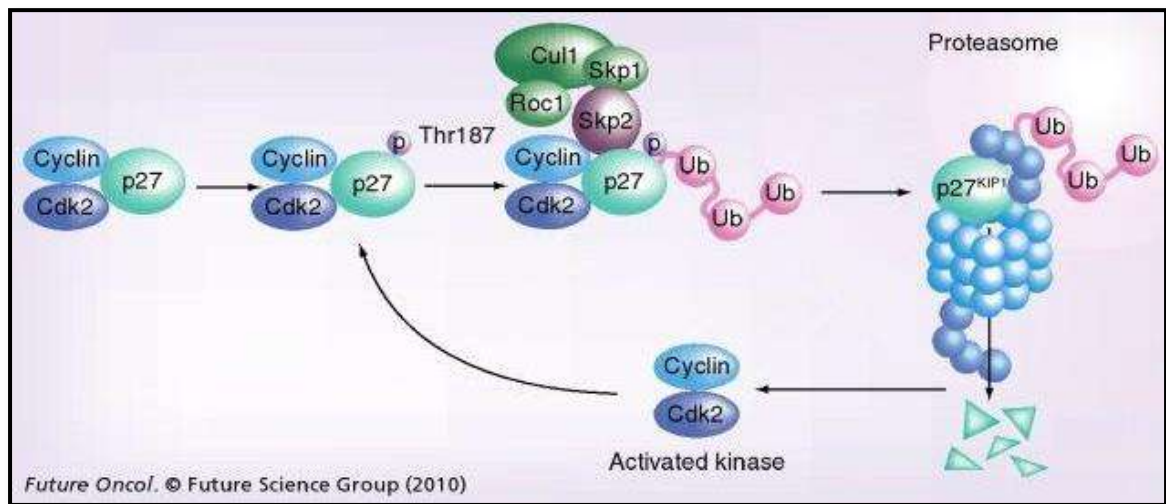 Cul1
Skp1
Proteasome
Roc1
Skp2
Cyclin
p27
Cdk2
Cyclin
p
Thr187
p27
Cdk2
Cyclin
p
p27
Cdk2
Ub
Ub
Ub
Ub
Ub
Ub
p27KIP1
Cyclin
Cdk2
Activated kinase
Future Oncol. © Future Science Group (2010)